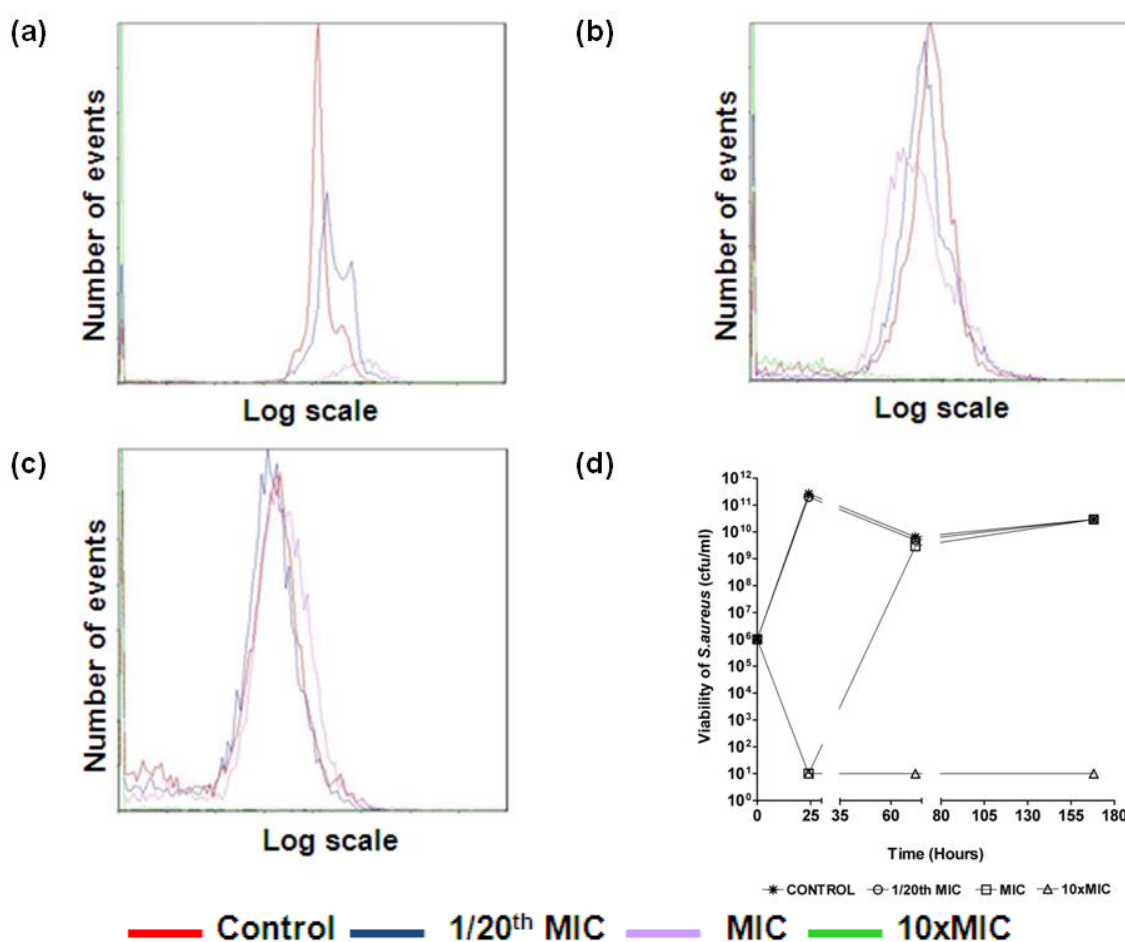 (a)
Number of events
Log scale
(b)
Number of events
Log scale
(c)
Number of events
Log scale
(d)
Viability of S.aureus (cfu/ml)
10¹²
10¹¹
10¹⁰
10⁹
10⁸
10⁷
10⁶
10⁵
10⁴
10³
10²
10¹
10⁰
0 25 35 60 80 105 130 155 180
Time (Hours)
CONTROL 1/20th MIC MIC 10xMIC
Control 1/20th MIC MIC 10xMIC